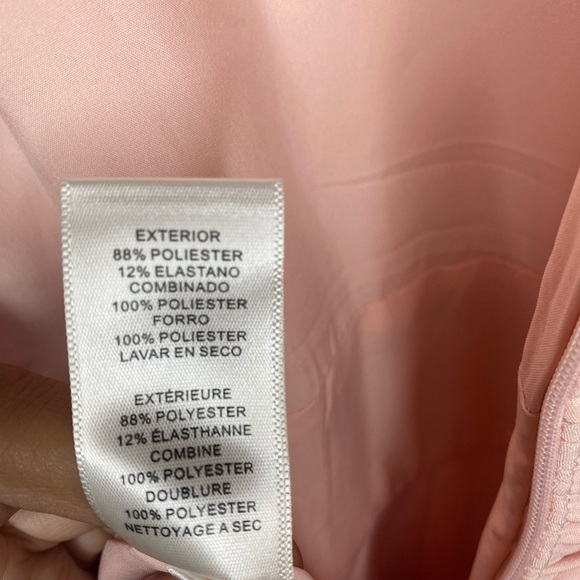 EXTERIOR
88% POLIESTER
12% ELASTANO
COMBINADO
100% POLIESTER
FORRO
100% POLIESTER
LAVAR EN SECO
EXTÉRIEURE
88% POLYESTER
12% ÉLASTHANNE
COMBINE
100% POLYESTER
DOUBLURE
100% POLYESTER
NETTOYAGE A SEC